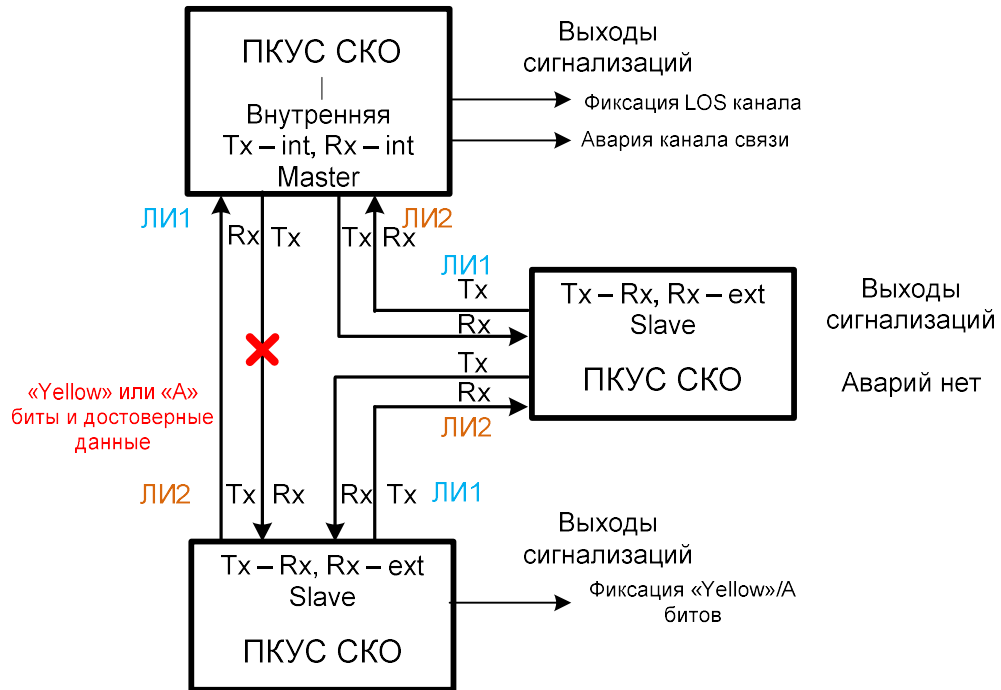 ПКУС СКО
|
Внутренняя
Tx – int, Rx – int
Master
Выходы
сигнализаций
Фиксация LOS канала
Авария канала связи
ЛИ1
Rx
Tx
Tx
Rx
ЛИ2
ЛИ1
Tx
Rx
Tx
Rx
ЛИ2
Tx – Rx, Rx – ext
Slave
ПКУС СКО
Выходы
сигнализаций
Аварий нет
«Yellow» или «А»
биты и достоверные
данные
ЛИ2
Tx
Rx
Rx
Tx
ЛИ1
Tx – Rx, Rx – ext
Slave
ПКУС СКО
Выходы
сигнализаций
Фиксация «Yellow»/А
битов